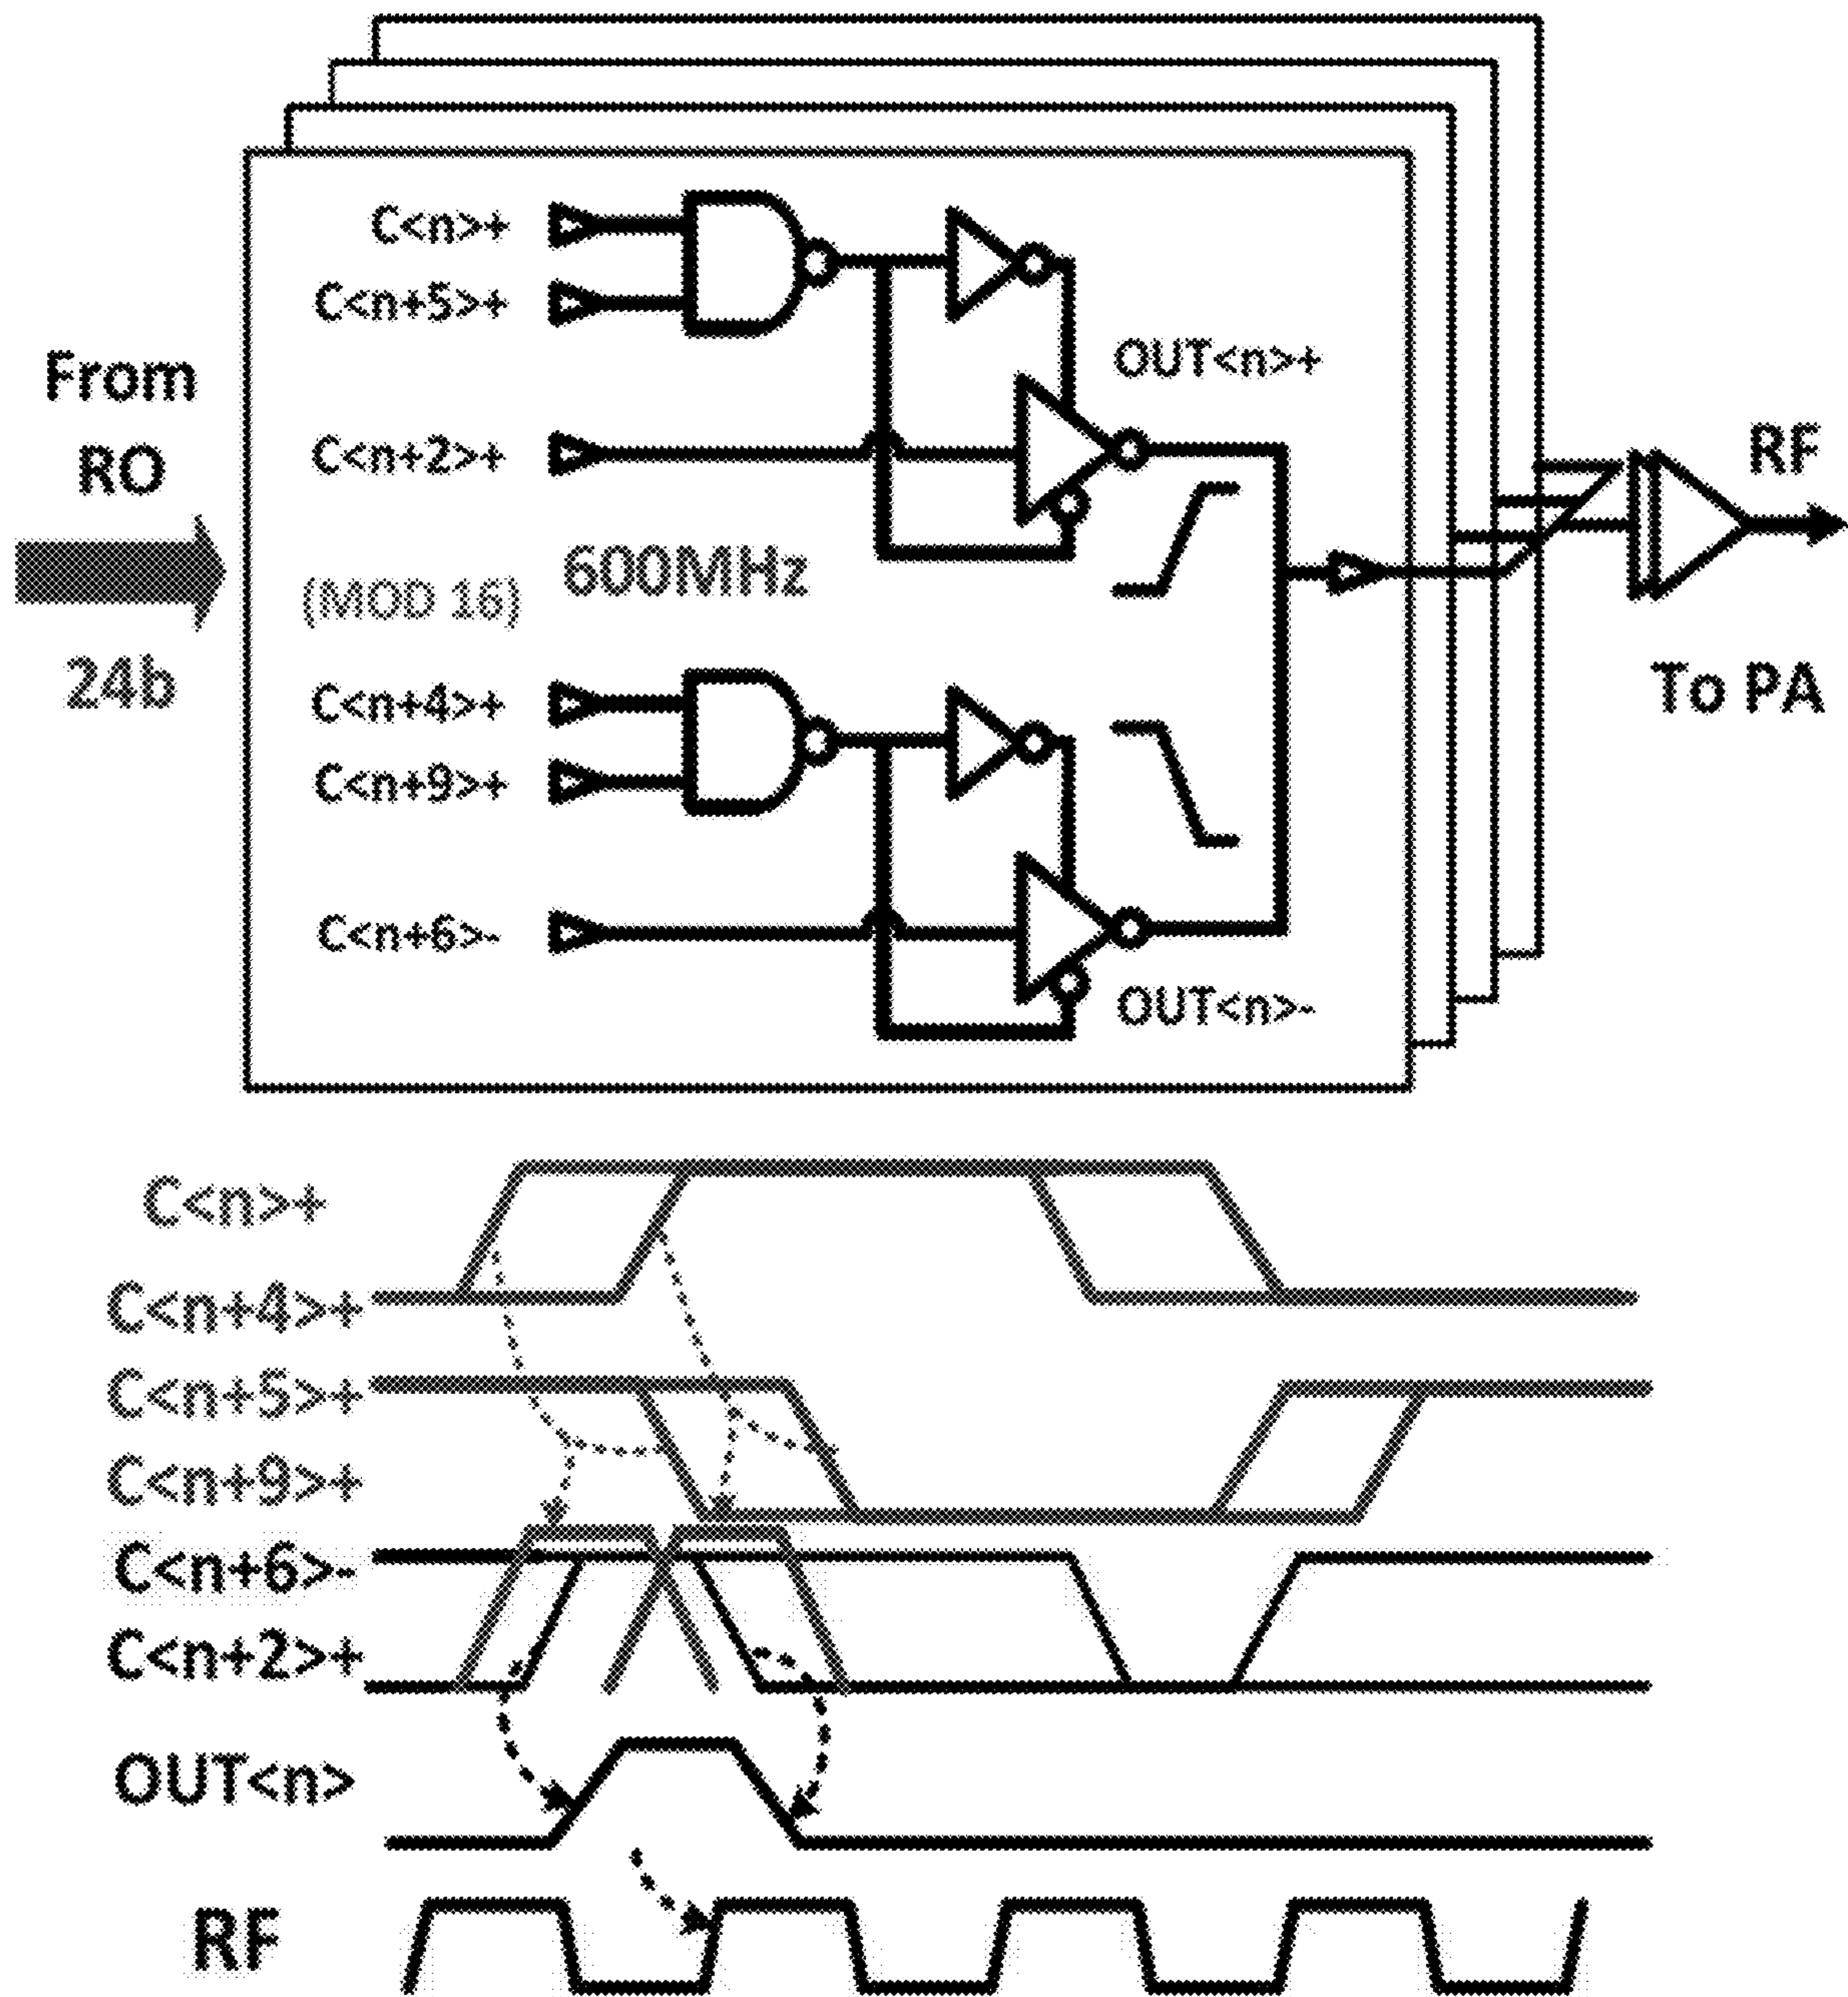 C<n>+
C<n+5>+
OUT<n>+
From
RO
C<n+2>+
RF
600MHz
(MOD 16)
24b
To PA
C<n+4>+
C<n+9>+
C<n+6>-
OUT<n>-
C<n>+
C<n+4>+
C<n+5>+
C<n+9>+
C<n+6>-
C<n+2>+
OUT<n>
RF